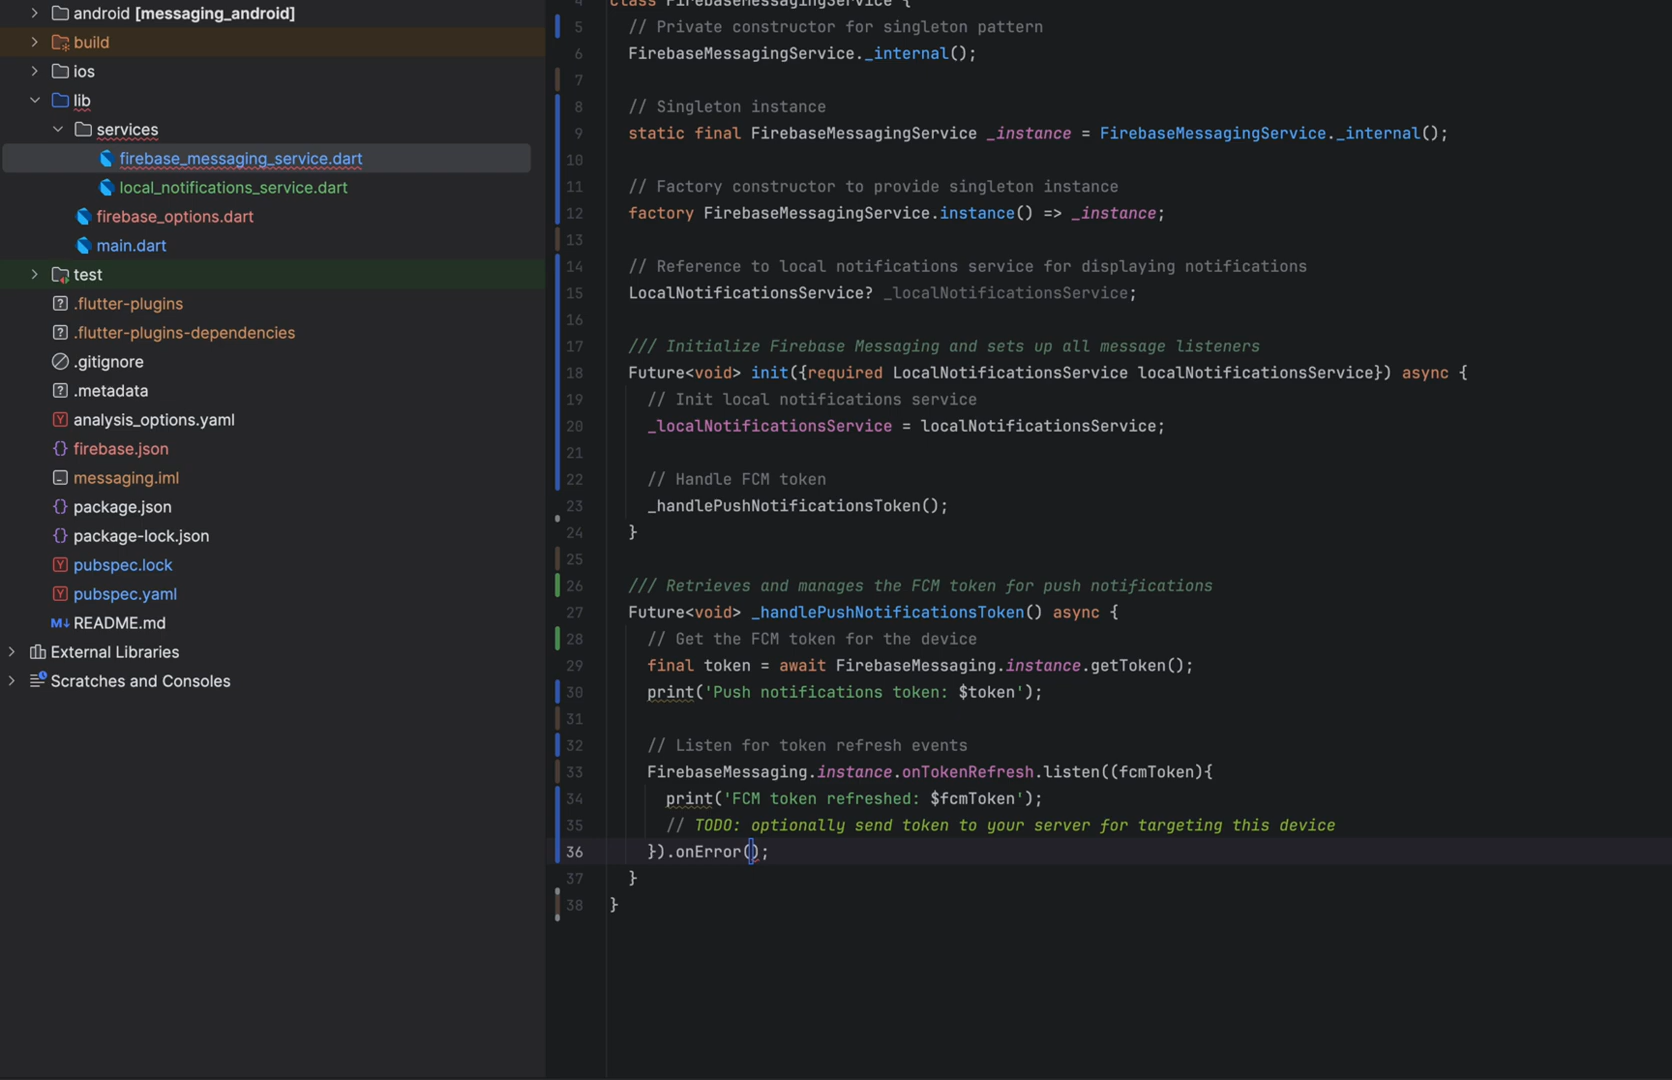 android [messaging_android]
build
ios
lib
services
firebase_messaging_service.dart
local_notifications_service.dart
firebase_options.dart
main.dart
test
.flutter-plugins
.flutter-plugins-dependencies
.gitignore
.metadata
analysis_options.yaml
firebase.json
messaging.iml
package.json
package-lock.json
pubspec.lock
pubspec.yaml
README.md
External Libraries
Scratches and Consoles
4 class FirebaseMessagingService {
5 // Private constructor for singleton pattern
6 FirebaseMessagingService._internal();
7
8 // Singleton instance
9 static final FirebaseMessagingService _instance = FirebaseMessagingService._internal();
10
11 // Factory constructor to provide singleton instance
12 factory FirebaseMessagingService.instance() => _instance;
13
14 // Reference to local notifications service for displaying notifications
15 LocalNotificationsService? _localNotificationsService;
16
17 /// Initialize Firebase Messaging and sets up all message listeners
18 Future<void> init({required LocalNotificationsService localNotificationsService}) async {
19 // Init local notifications service
20 _localNotificationsService = localNotificationsService;
21
22 // Handle FCM token
23 _handlePushNotificationsToken();
24 }
25
26 /// Retrieves and manages the FCM token for push notifications
27 Future<void> _handlePushNotificationsToken() async {
28 // Get the FCM token for the device
29 final token = await FirebaseMessaging.instance.getToken();
30 print('Push notifications token: $token');
31
32 // Listen for token refresh events
33 FirebaseMessaging.instance.onTokenRefresh.listen((fcmToken){
34 print('FCM token refreshed: $fcmToken');
35 // TODO: optionally send token to your server for targeting this device
36 }).onError();
37 }
38 }